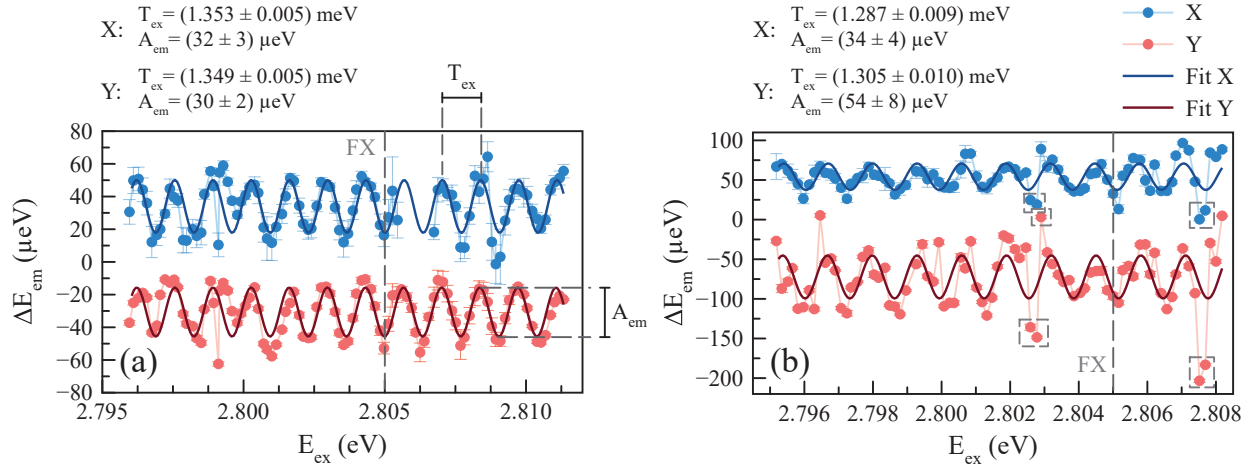 X: T_ex = (1.353 ± 0.005) meV
A_em = (32 ± 3) µeV
Y: T_ex = (1.349 ± 0.005) meV
A_em = (30 ± 2) µeV
T_ex
FX
80
60
40
20
0
−20
−40
−60
−80
ΔE_em (µeV)
A_em
(a)
2.795 2.800 2.805 2.810
E_ex (eV)
X: T_ex = (1.287 ± 0.009) meV
A_em = (34 ± 4) µeV
Y: T_ex = (1.305 ± 0.010) meV
A_em = (54 ± 8) µeV
X
Y
Fit X
Fit Y
100
50
0
−50
−100
−150
−200
ΔE_em (µeV)
FX
(b)
2.796 2.798 2.800 2.802 2.804 2.806 2.808
E_ex (eV)